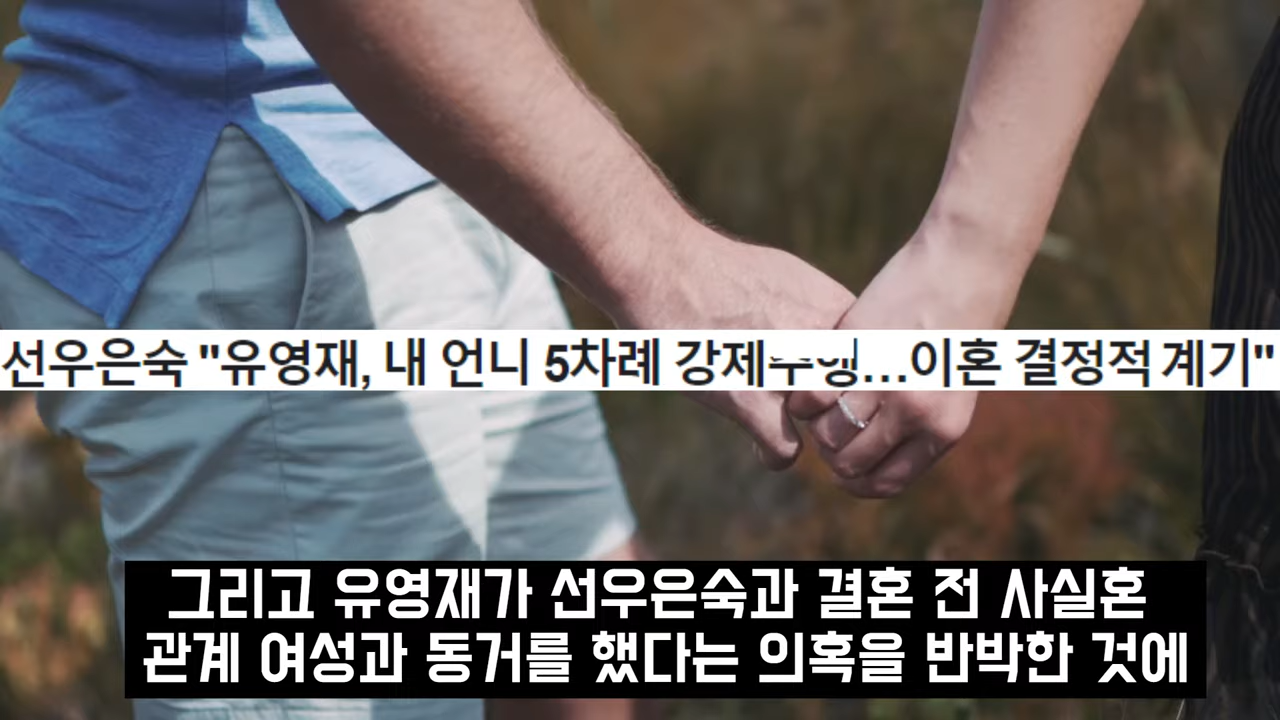 선우은숙 "유영재, 내 언니 5차례 강제…이혼 결정적 계기"
그리고 유영재가 선우은숙과 결혼 전 사실혼
관계 여성과 동거를 했다는 의혹을 반박한 것에